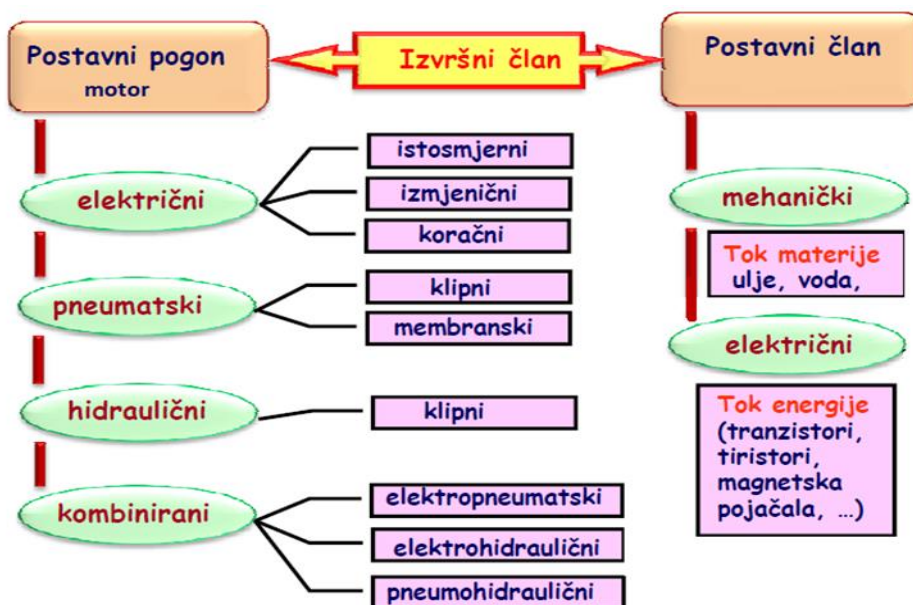 Postavni pogon
motor
Izvršni član
Postavni član
električni
istosmjerni
izmjenični
koračni
pneumatski
klipni
membranski
hidraulični
klipni
kombinirani
elektropneumatski
elektrohidraulični
pneumohidraulični
mehanički
Tok materije
ulje, voda,
električni
Tok energije
(tranzistori,
tiristori,
magnetska
pojačala, ...)